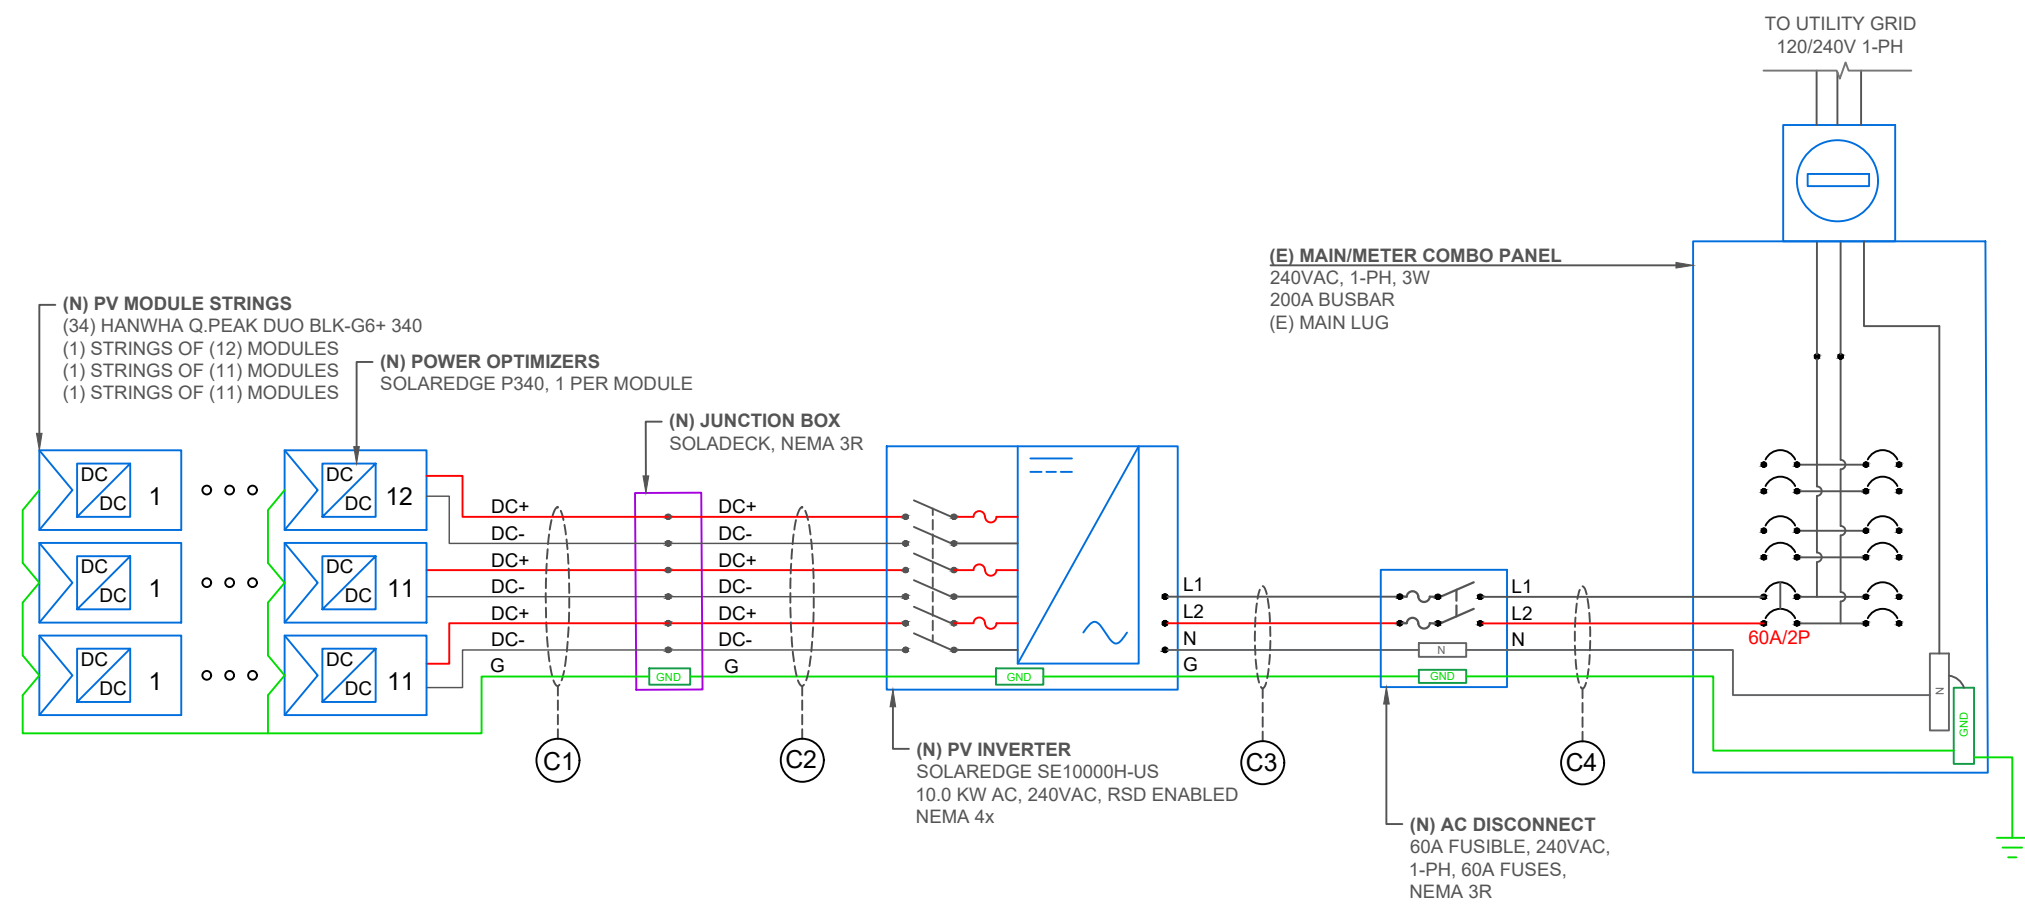 TO UTILITY GRID
120/240V 1-PH
(E) MAIN/METER COMBO PANEL
240VAC, 1-PH, 3W
200A BUSBAR
(E) MAIN LUG
(N) PV MODULE STRINGS
(34) HANWHA Q.PEAK DUO BLK-G6+ 340
(1) STRINGS OF (12) MODULES
(1) STRINGS OF (11) MODULES
(1) STRINGS OF (11) MODULES
(N) POWER OPTIMIZERS
SOLAREDGE P340, 1 PER MODULE
(N) JUNCTION BOX
SOLADECK, NEMA 3R
DC
DC
1
DC
DC
12
DC
DC
1
DC
DC
11
DC
DC
1
DC
DC
11
DC+
DC-
DC+
DC-
DC+
DC-
G
GND
DC+
DC-
DC+
DC-
DC+
DC-
G
GND
L1
L2
N
G
N
GND
L1
L2
N
60A/2P
N
GND
C1
C2
C3
C4
(N) PV INVERTER
SOLAREDGE SE10000H-US
10.0 KW AC, 240VAC, RSD ENABLED
NEMA 4x
(N) AC DISCONNECT
60A FUSIBLE, 240VAC,
1-PH, 60A FUSES,
NEMA 3R